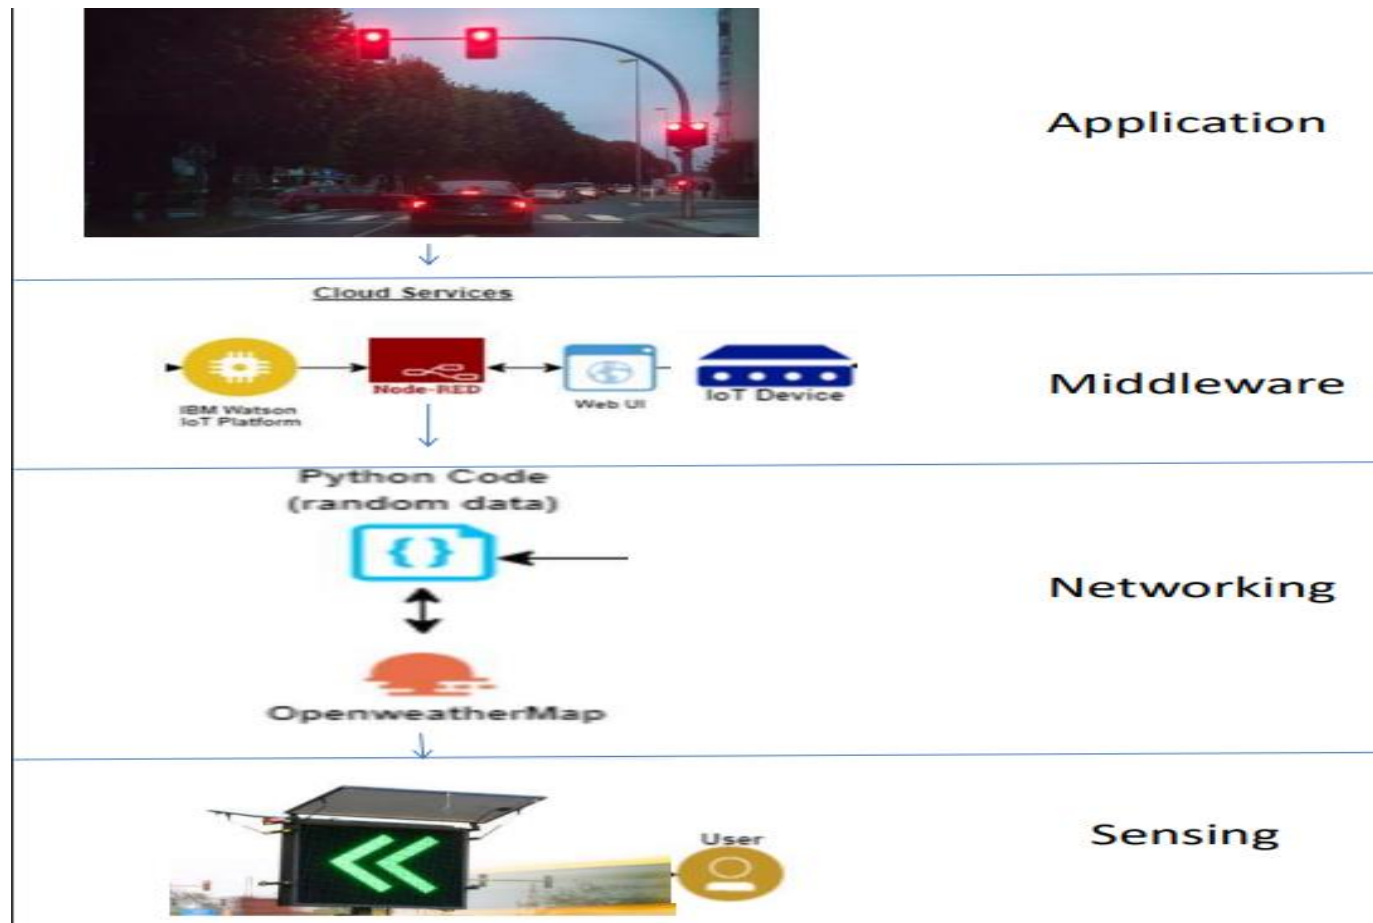 Application
Cloud Services
IBM Watson
IoT Platform
Node-RED
Web UI
IoT Device
Middleware
Python Code
(random data)
{}
OpenweatherMap
Networking
User
Sensing